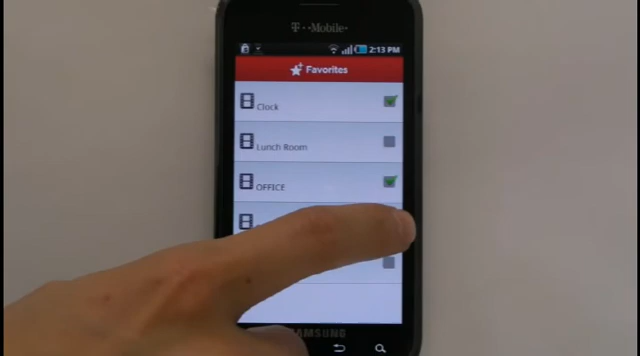 T··Mobile·
2:13 PM
Favorites
Clock
Lunch Room
OFFICE
SAMSUNG